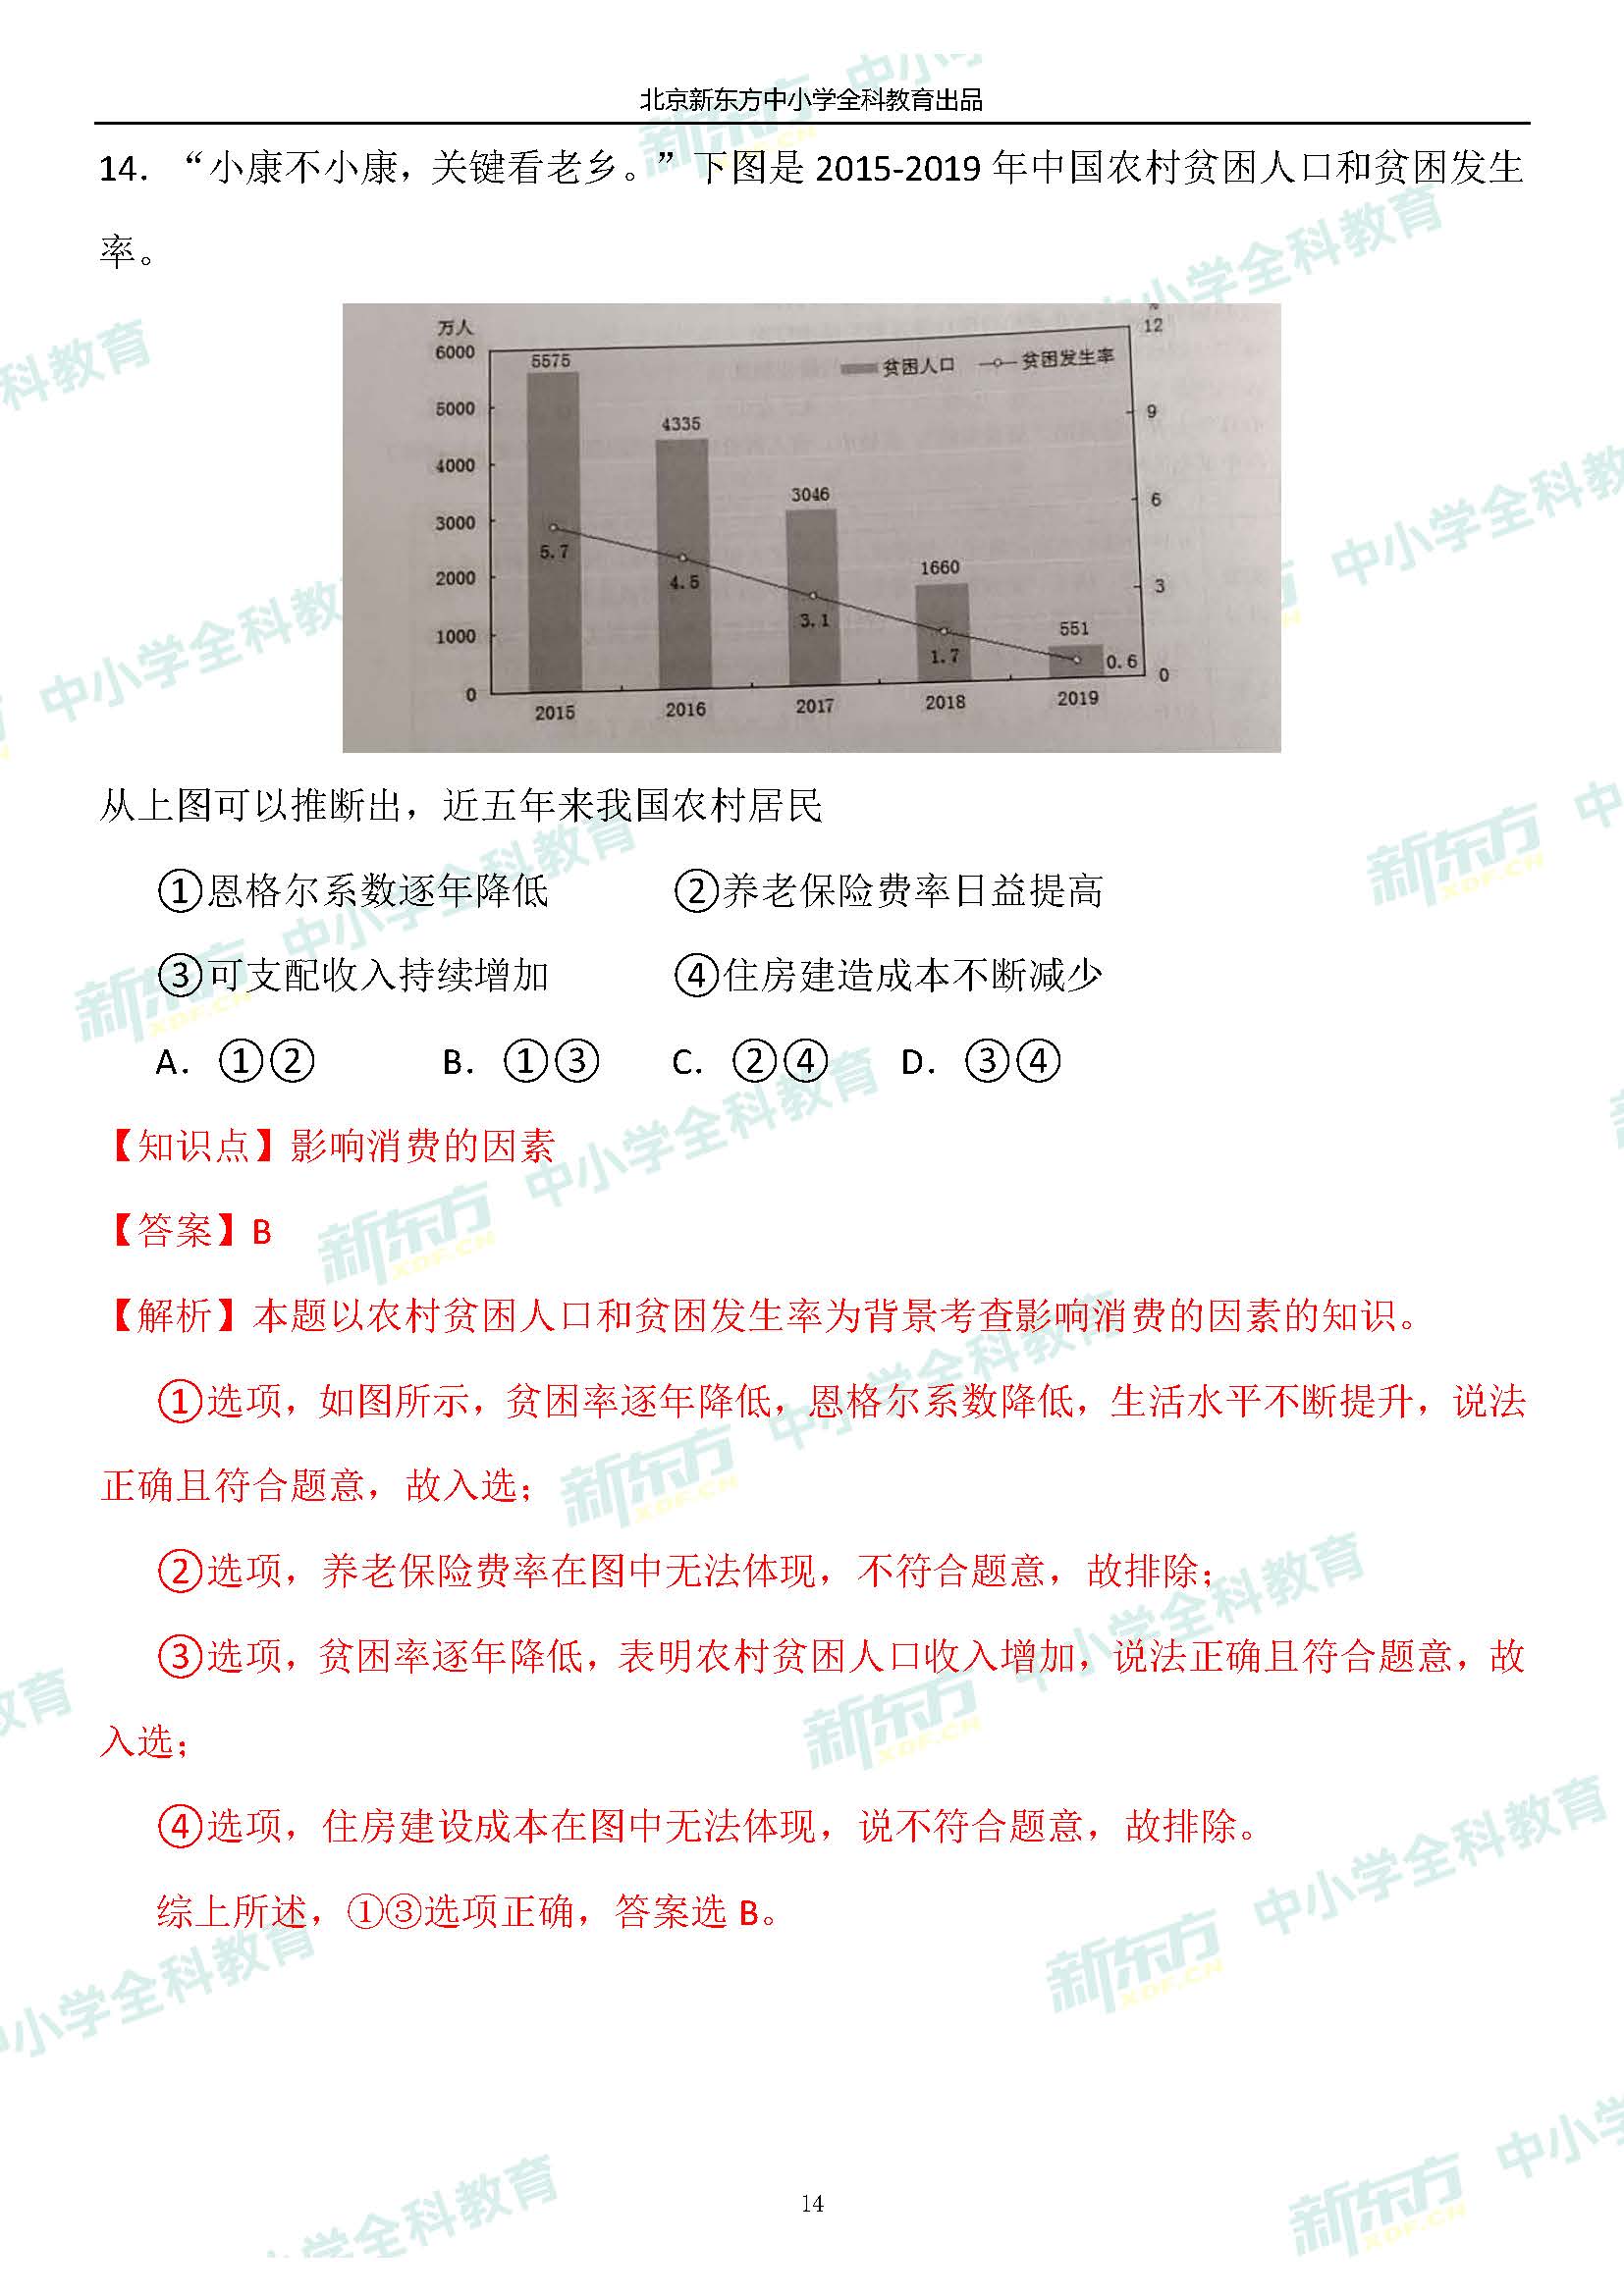 北京新东方中小学全科教育出品
14．“小康不小康，关键看老乡。”下图是 2015-2019 年中国农村贫困人口和贫困发生
率。
万人
%
6000
5000
4000
3000
2000
1000
0
12
9
6
3
0
贫困人口 贫困发生率
5575
4335
3046
1660
551
5.7
4.5
3.1
1.7
0.6
2015 2016 2017 2018 2019
从上图可以推断出，近五年来我国农村居民
①恩格尔系数逐年降低 ②养老保险费率日益提高
③可支配收入持续增加 ④住房建造成本不断减少
A．①② B．①③ C．②④ D．③④
【知识点】影响消费的因素
【答案】B
【解析】本题以农村贫困人口和贫困发生率为背景考查影响消费的因素的知识。
①选项，如图所示，贫困率逐年降低，恩格尔系数降低，生活水平不断提升，说法
正确且符合题意，故入选；
②选项，养老保险费率在图中无法体现，不符合题意，故排除；
③选项，贫困率逐年降低，表明农村贫困人口收入增加，说法正确且符合题意，故
入选；
④选项，住房建设成本在图中无法体现，说不符合题意，故排除。
综上所述，①③选项正确，答案选 B。
14
新东方 XDF.CN 中小学全科教育